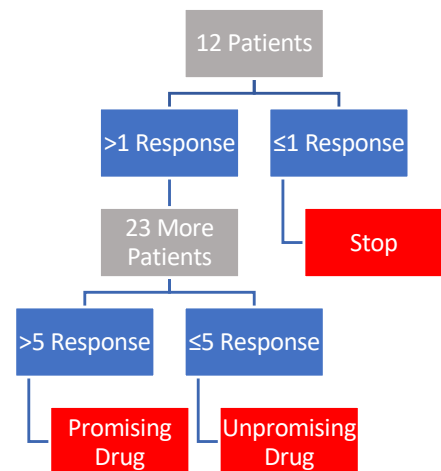 12 Patients
>1 Response
≤1 Response
23 More
Patients
Stop
>5 Response
≤5 Response
Promising
Drug
Unpromising
Drug